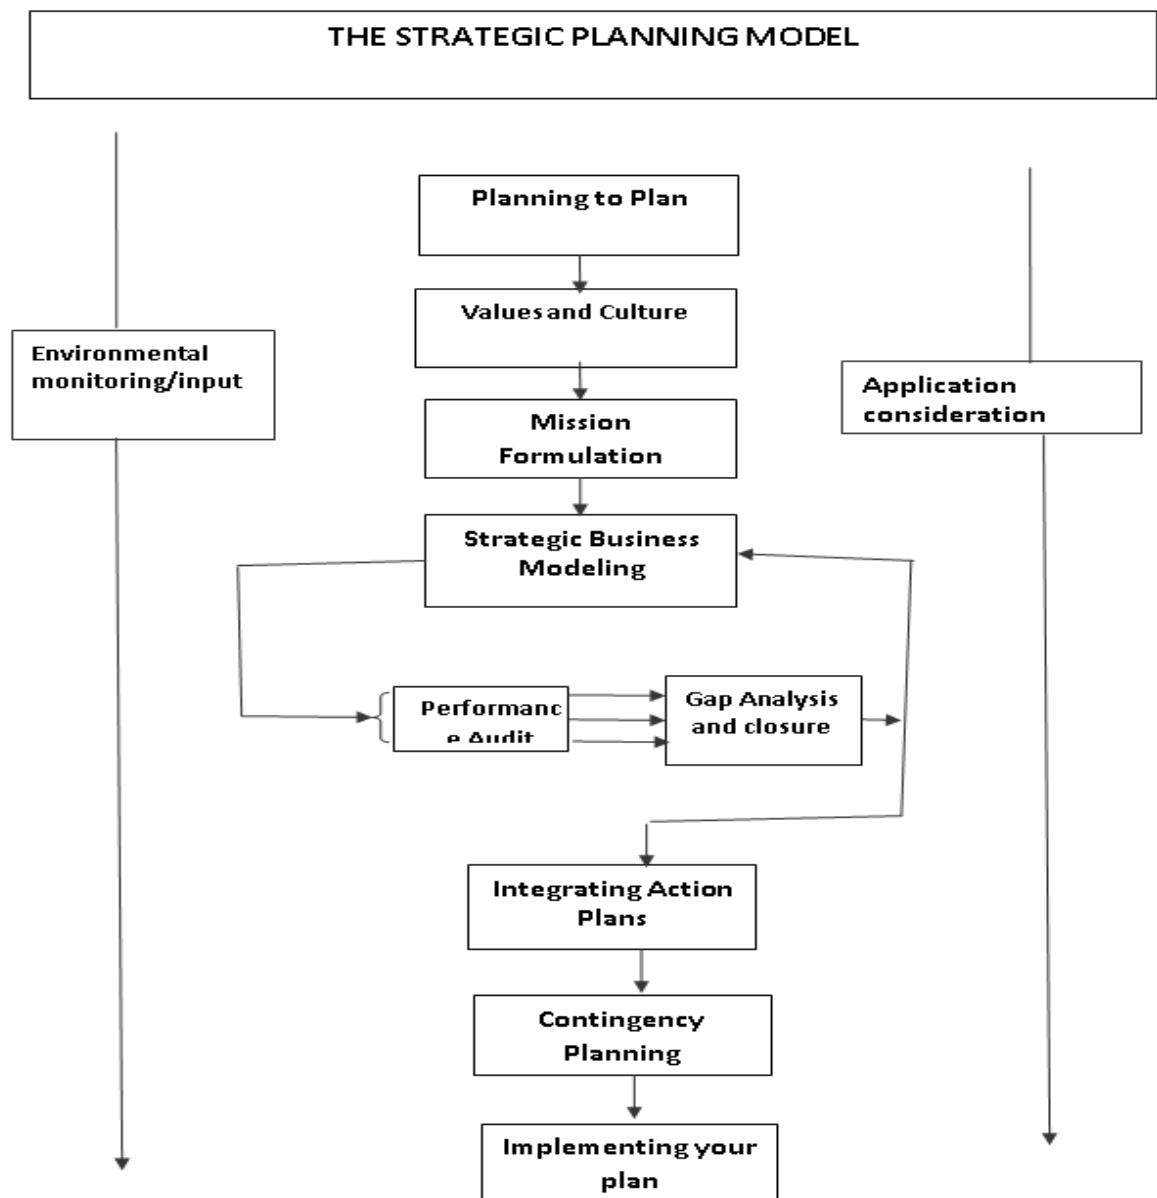 THE STRATEGIC PLANNING MODEL
Planning to Plan
Values and Culture
Environmental
monitoring/input
Application
consideration
Mission
Formulation
Strategic Business
Modeling
Performanc
e Audit
Gap Analysis
and closure
Integrating Action
Plans
Contingency
Planning
Implementing your
plan